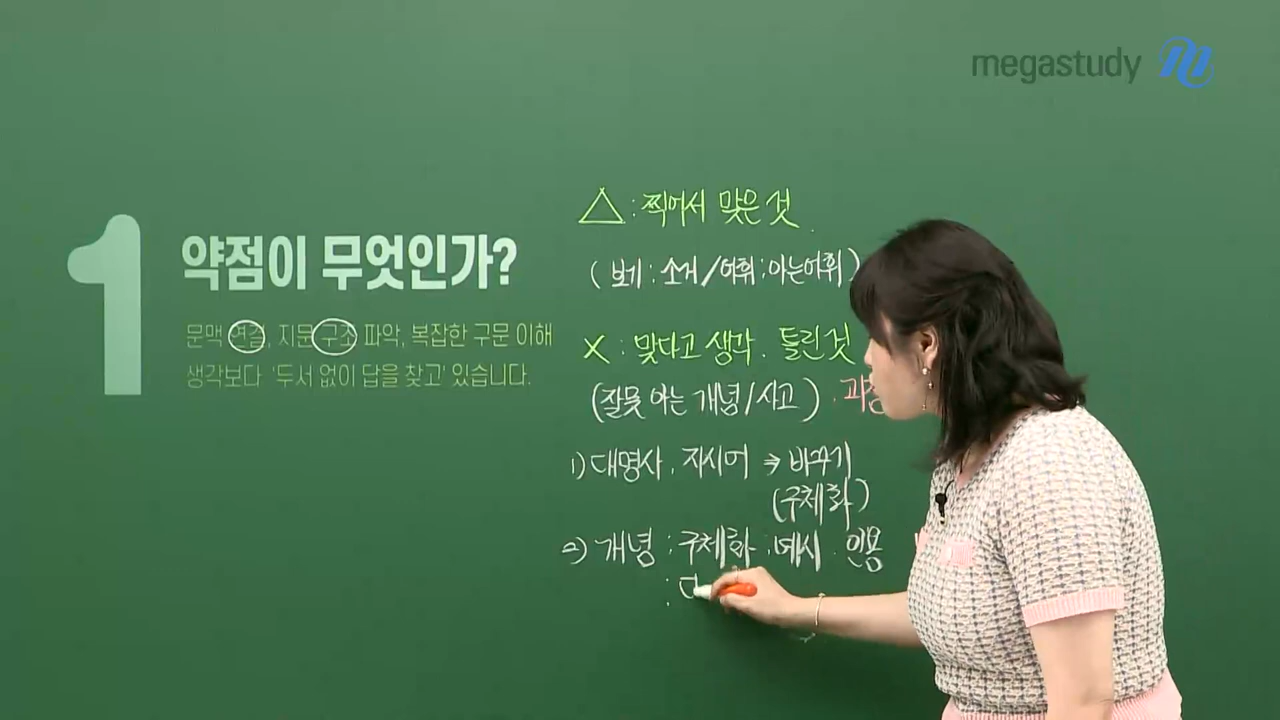 megastudy
1
약점이 무엇인가?
문맥 연결, 지문 구조 파악, 복잡한 구문 이해
생각보다 '두서 없이 답을 찾고' 있습니다.
△ : 찍어서 맞은 것
( 보기 : 소거 / 어휘 : 아는어휘 )
X : 맞다고 생각. 틀린 것
(잘못 아는 개념/사고 ).
1) 대명사, 지시어 → 바꾸기
(구체화)
2) 개념 : 구체화, 예시. 인용
: